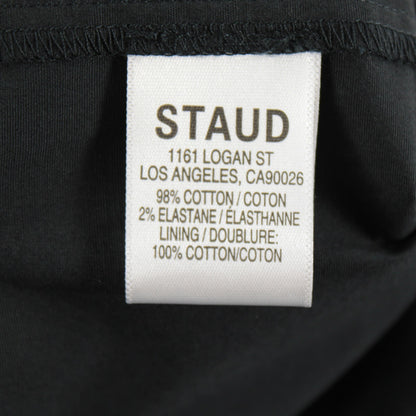 STAUD
1161 LOGAN ST
LOS ANGELES, CA90026
98% COTTON / COTON
2% ELASTANE / ÉLASTHANNE
LINING / DOUBLURE:
100% COTTON/COTON